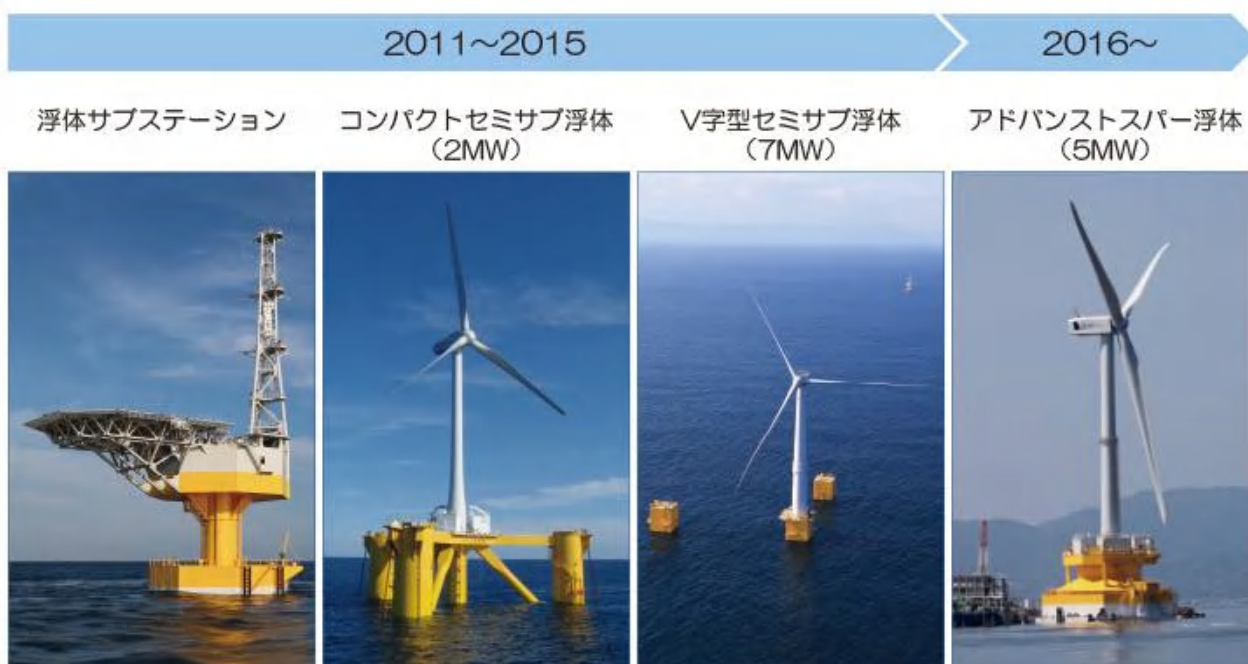 2011～2015
2016～
浮体サブステーション
コンパクトセミサブ浮体
（2MW）
V字型セミサブ浮体
（7MW）
アドバンストスパー浮体
（5MW）